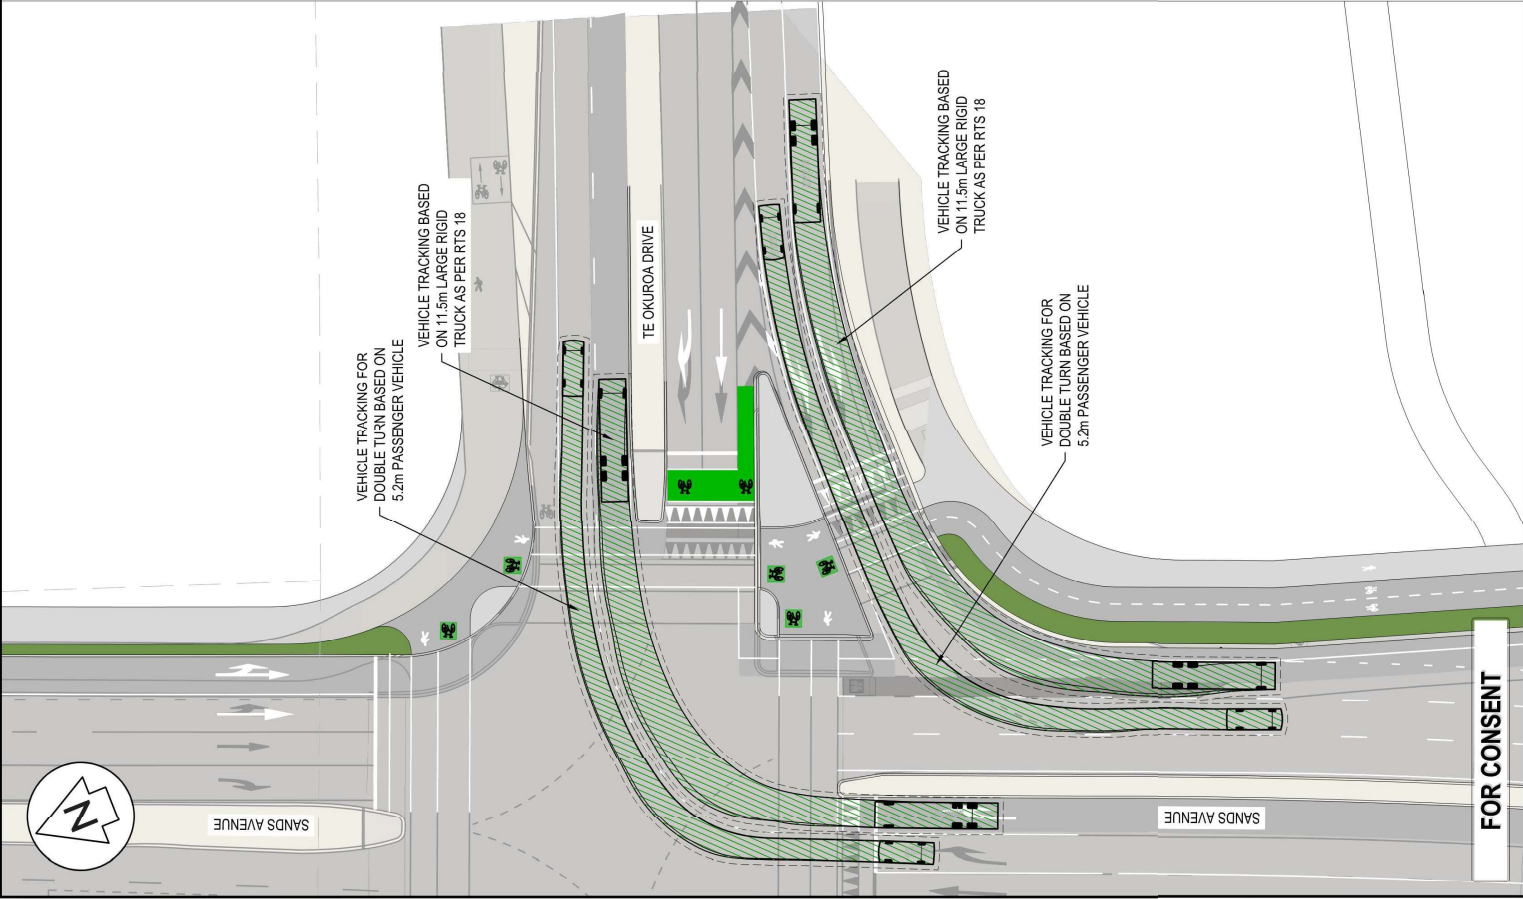 VEHICLE TRACKING FOR
DOUBLE TURN BASED ON
5.2m PASSENGER VEHICLE
VEHICLE TRACKING BASED
ON 11.5m LARGE RIGID
TRUCK AS PER RTS 18
TE OKUROA DRIVE
VEHICLE TRACKING BASED
ON 11.5m LARGE RIGID
TRUCK AS PER RTS 18
VEHICLE TRACKING FOR
DOUBLE TURN BASED ON
5.2m PASSENGER VEHICLE
N
SANDS AVENUE
SANDS AVENUE
FOR CONSENT